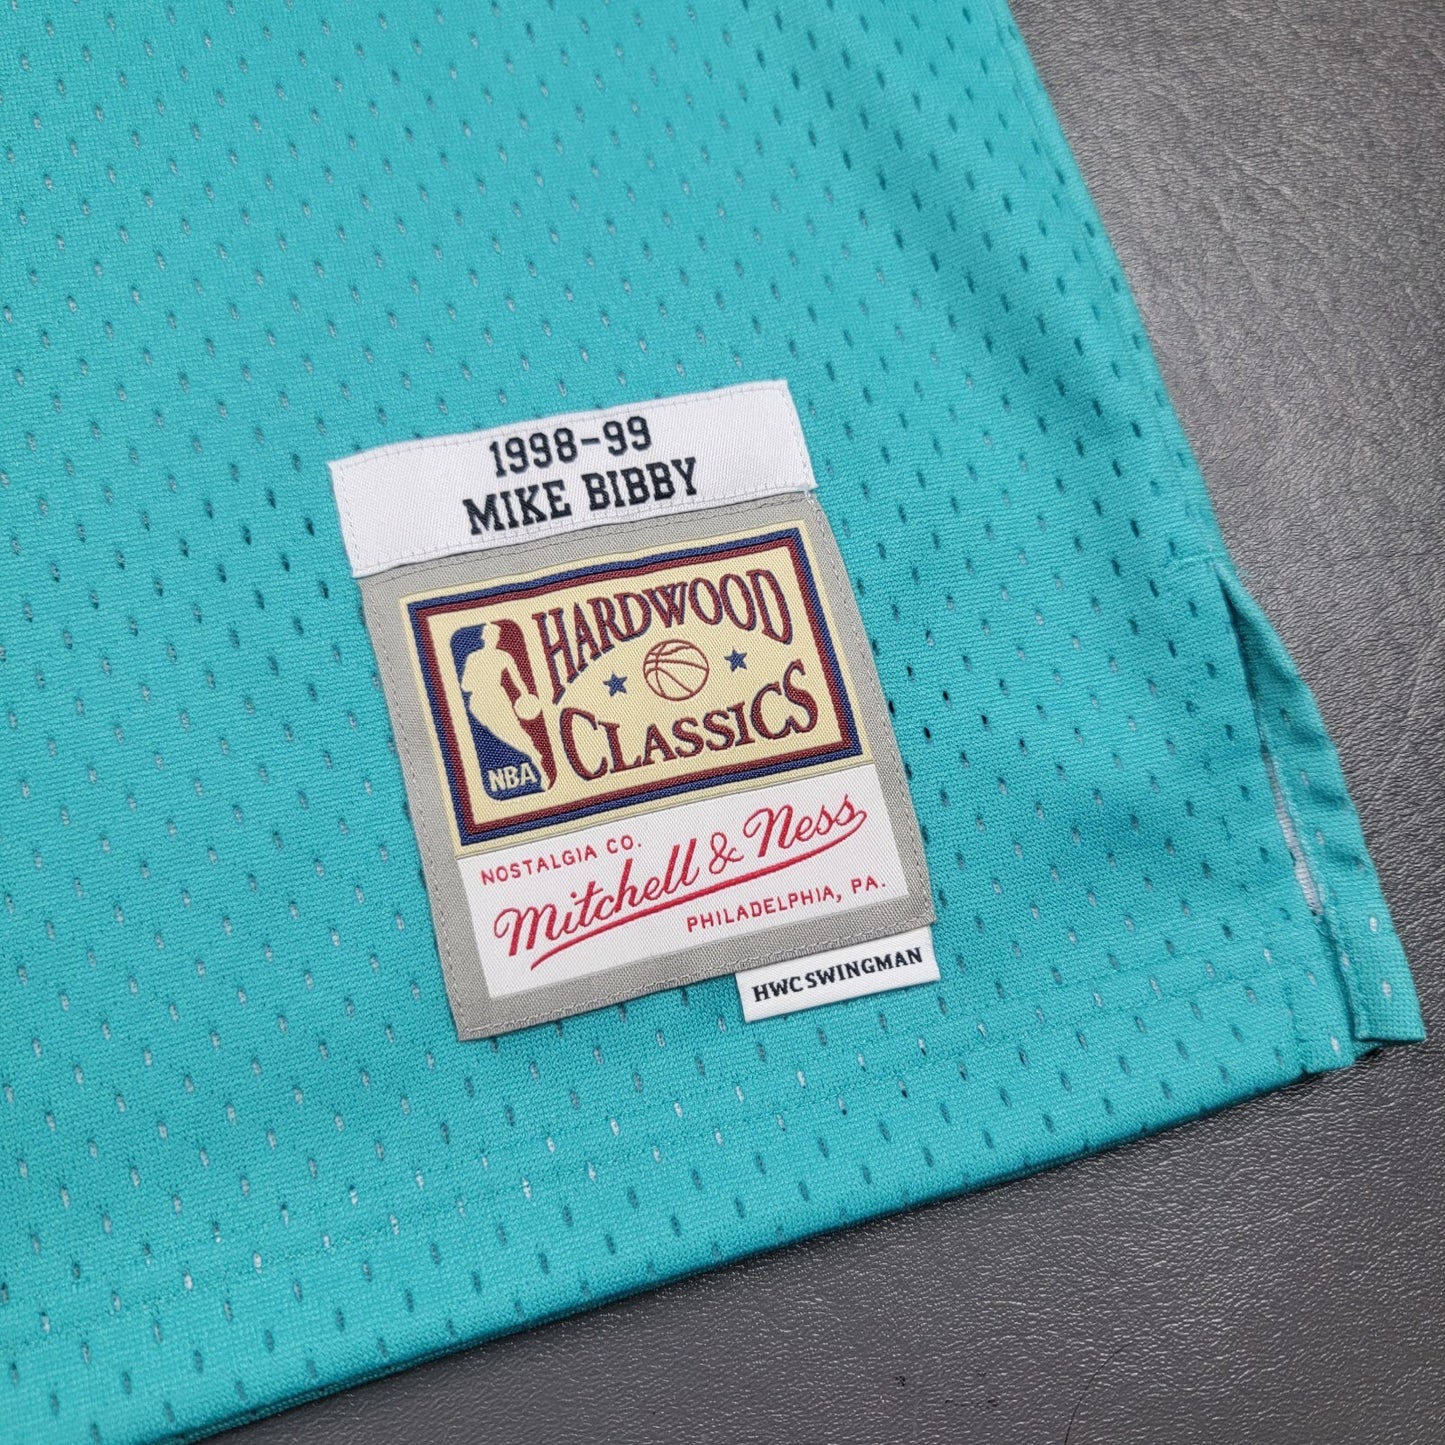 1998-99
MIKE BIBBY
HARDWOOD
CLASSICS
NBA
NOSTALGIA CO.
Mitchell & Ness
PHILADELPHIA, PA.
HWC SWINGMAN